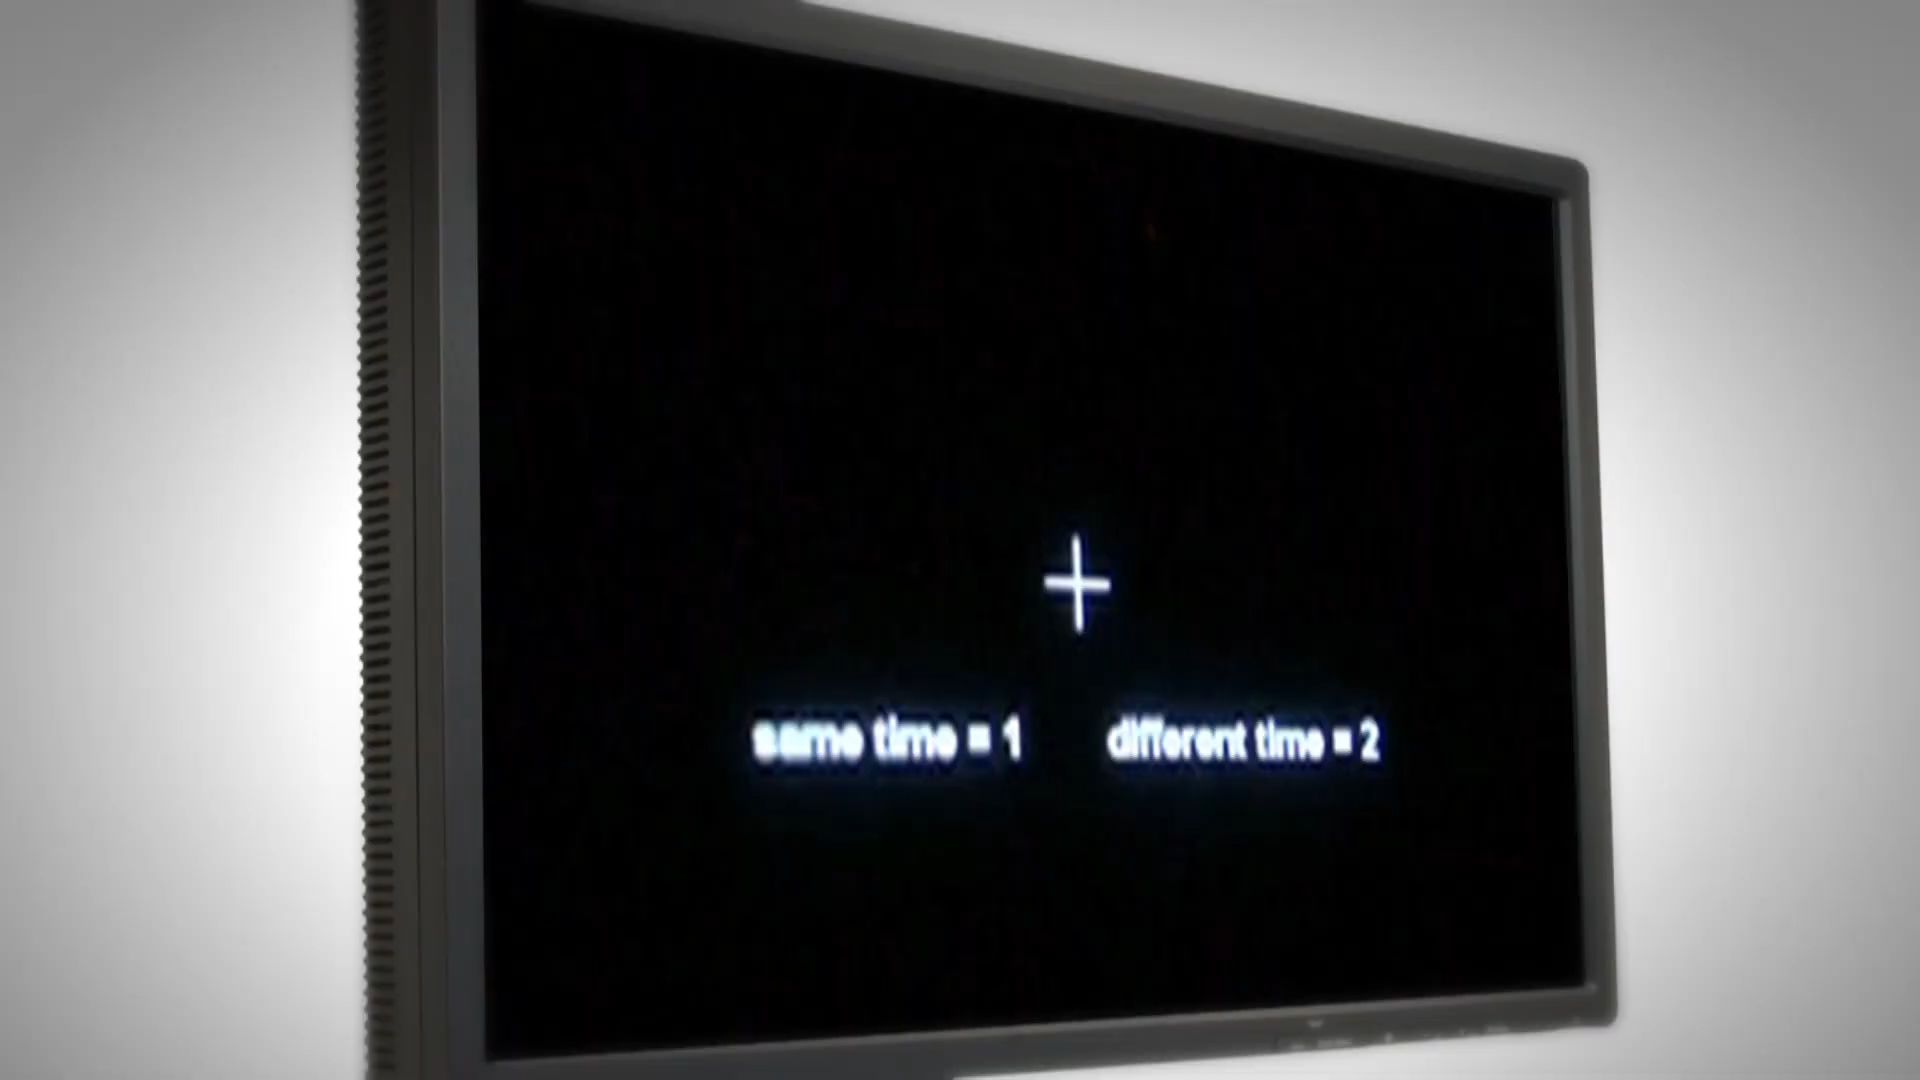 same time = 1 different time = 2